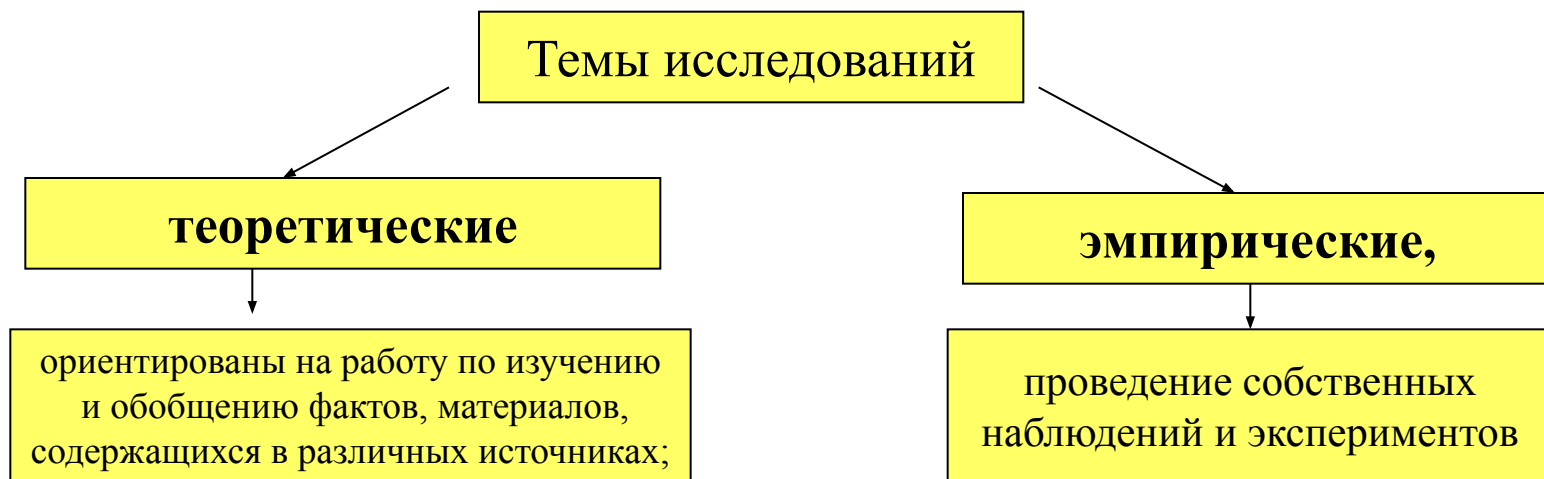 Темы исследований
теоретические
эмпирические,
ориентированы на работу по изучению
и обобщению фактов, материалов,
содержащихся в различных источниках;
проведение собственных
наблюдений и экспериментов